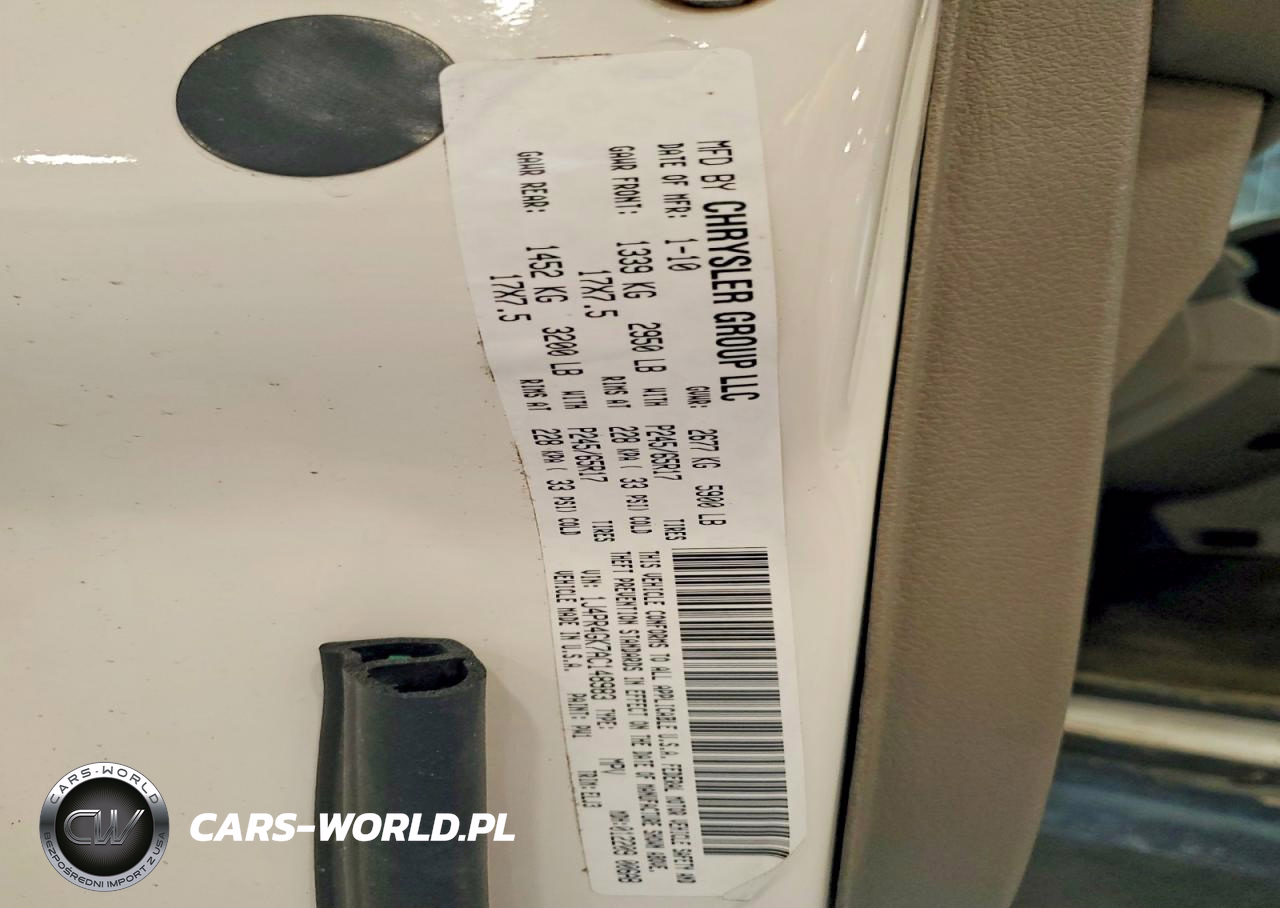 MFD BY CHRYSLER GROUP LLC
DATE OF MFR: 1-10 GVWR: 2677 KG 5900 LB
GAWR FRONT: 1339 KG 2950 LB WITH P245/65R17 TIRES
17X7.5 RIMS AT 228 KPA ( 33 PSI) COLD
GAWR REAR: 1452 KG 3200 LB WITH P245/65R17 TIRES
17X7.5 RIMS AT 228 KPA ( 33 PSI) COLD
THIS VEHICLE CONFORMS TO ALL APPLICABLE U.S.A. FEDERAL MOTOR VEHICLE SAFETY AND
THEFT PREVENTION STANDARDS IN EFFECT ON THE DATE OF MANUFACTURE SHOWN ABOVE.
VIN: 1J4PR4GK7AC148983 TYPE: MPV
VEHICLE MADE IN U.S.A. PAINT: PW1 TRIM:
CARS-WORLD
CW
BEZPOŚREDNI IMPORT Z USA
CARS-WORLD.PL